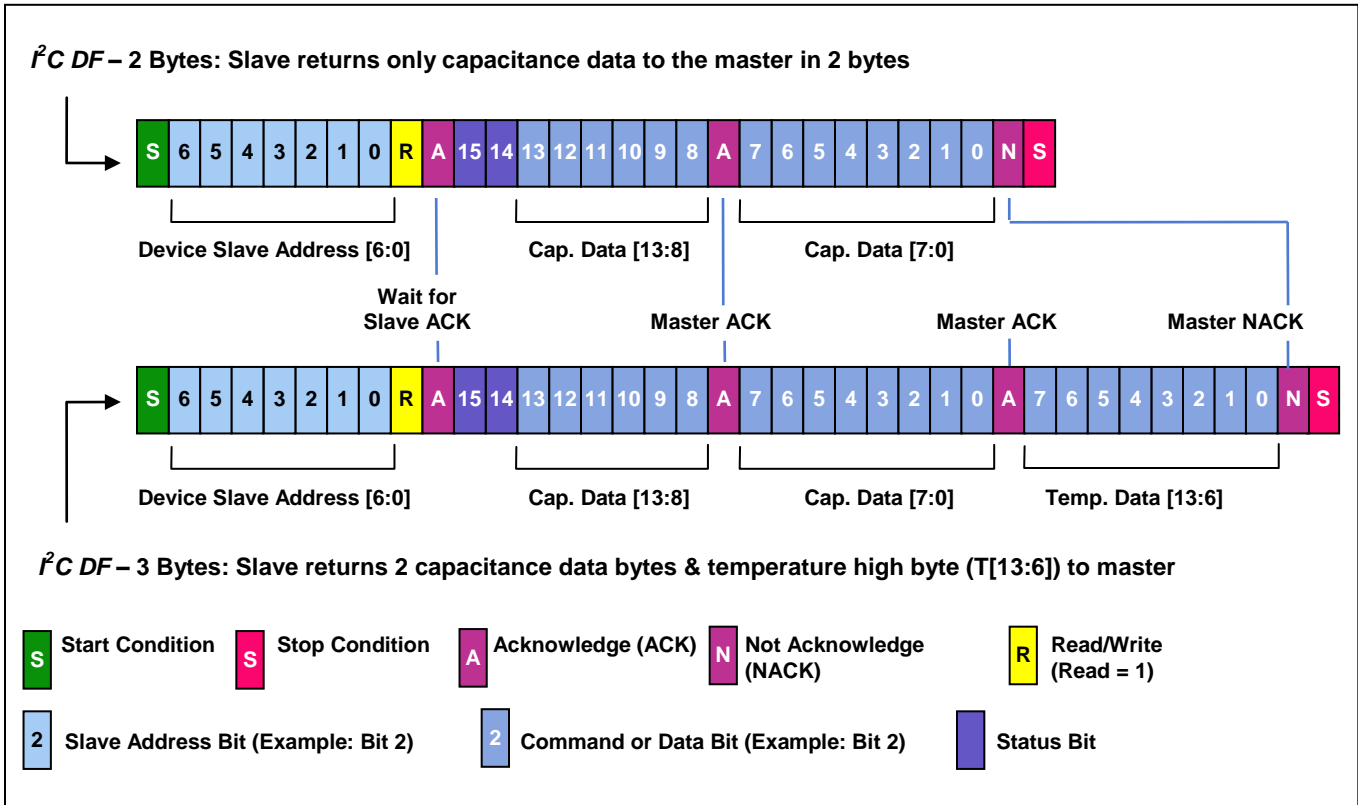 I²C DF – 2 Bytes: Slave returns only capacitance data to the master in 2 bytes
S 6 5 4 3 2 1 0 R A 15 14 13 12 11 10 9 8 A 7 6 5 4 3 2 1 0 N S
Device Slave Address [6:0] Cap. Data [13:8] Cap. Data [7:0]
Wait for
Slave ACK Master ACK Master ACK Master NACK
S 6 5 4 3 2 1 0 R A 15 14 13 12 11 10 9 8 A 7 6 5 4 3 2 1 0 A 7 6 5 4 3 2 1 0 N S
Device Slave Address [6:0] Cap. Data [13:8] Cap. Data [7:0] Temp. Data [13:6]
I²C DF – 3 Bytes: Slave returns 2 capacitance data bytes & temperature high byte (T[13:6]) to master
S Start Condition S Stop Condition A Acknowledge (ACK) N Not Acknowledge
(NACK) R Read/Write
(Read = 1)
2 Slave Address Bit (Example: Bit 2) 2 Command or Data Bit (Example: Bit 2) Status Bit